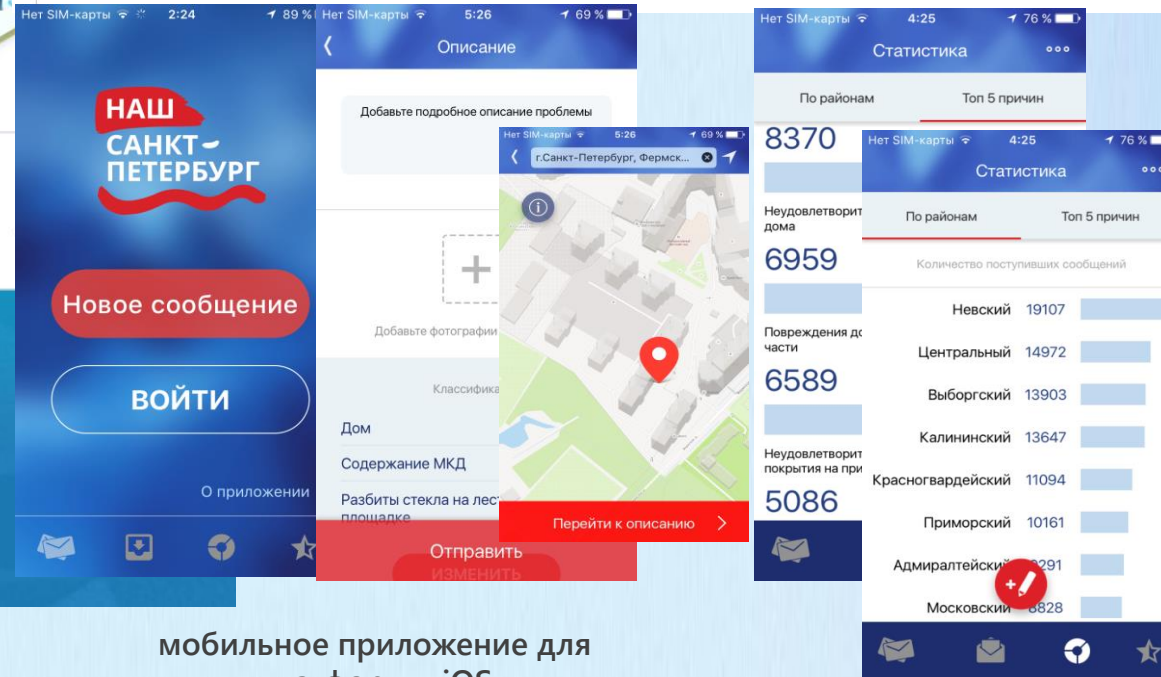 Нет SIM-карты 2:24 89 %
НАШ
САНКТ-
ПЕТЕРБУРГ
Новое сообщение
ВОЙТИ
О приложении
Нет SIM-карты 5:26 69 %
Описание
Добавьте подробное описание проблемы
Добавьте фотографии
Дом
Содержание МКД
Разбиты стекла на
площадке
Отправить
ИЗМЕНИТЬ
Нет SIM-карты 5:26 69 %
г.Санкт-Петербург, Фермск...
Перейти к описанию
Нет SIM-карты 4:25 76 %
Статистика
По районам Топ 5 причин
8370
дома
6959
Повреждения
части
6589
покрытия на
5086
Нет SIM-карты 4:25 76 %
Статистика
По районам Топ 5 причин
Количество поступивших сообщений
Невский 19107
Центральный 14972
Выборгский 13903
Калининский 13647
Красногвардейский 11094
Приморский 10161
Адмиралтейский
Московский
мобильное приложение для
iOS